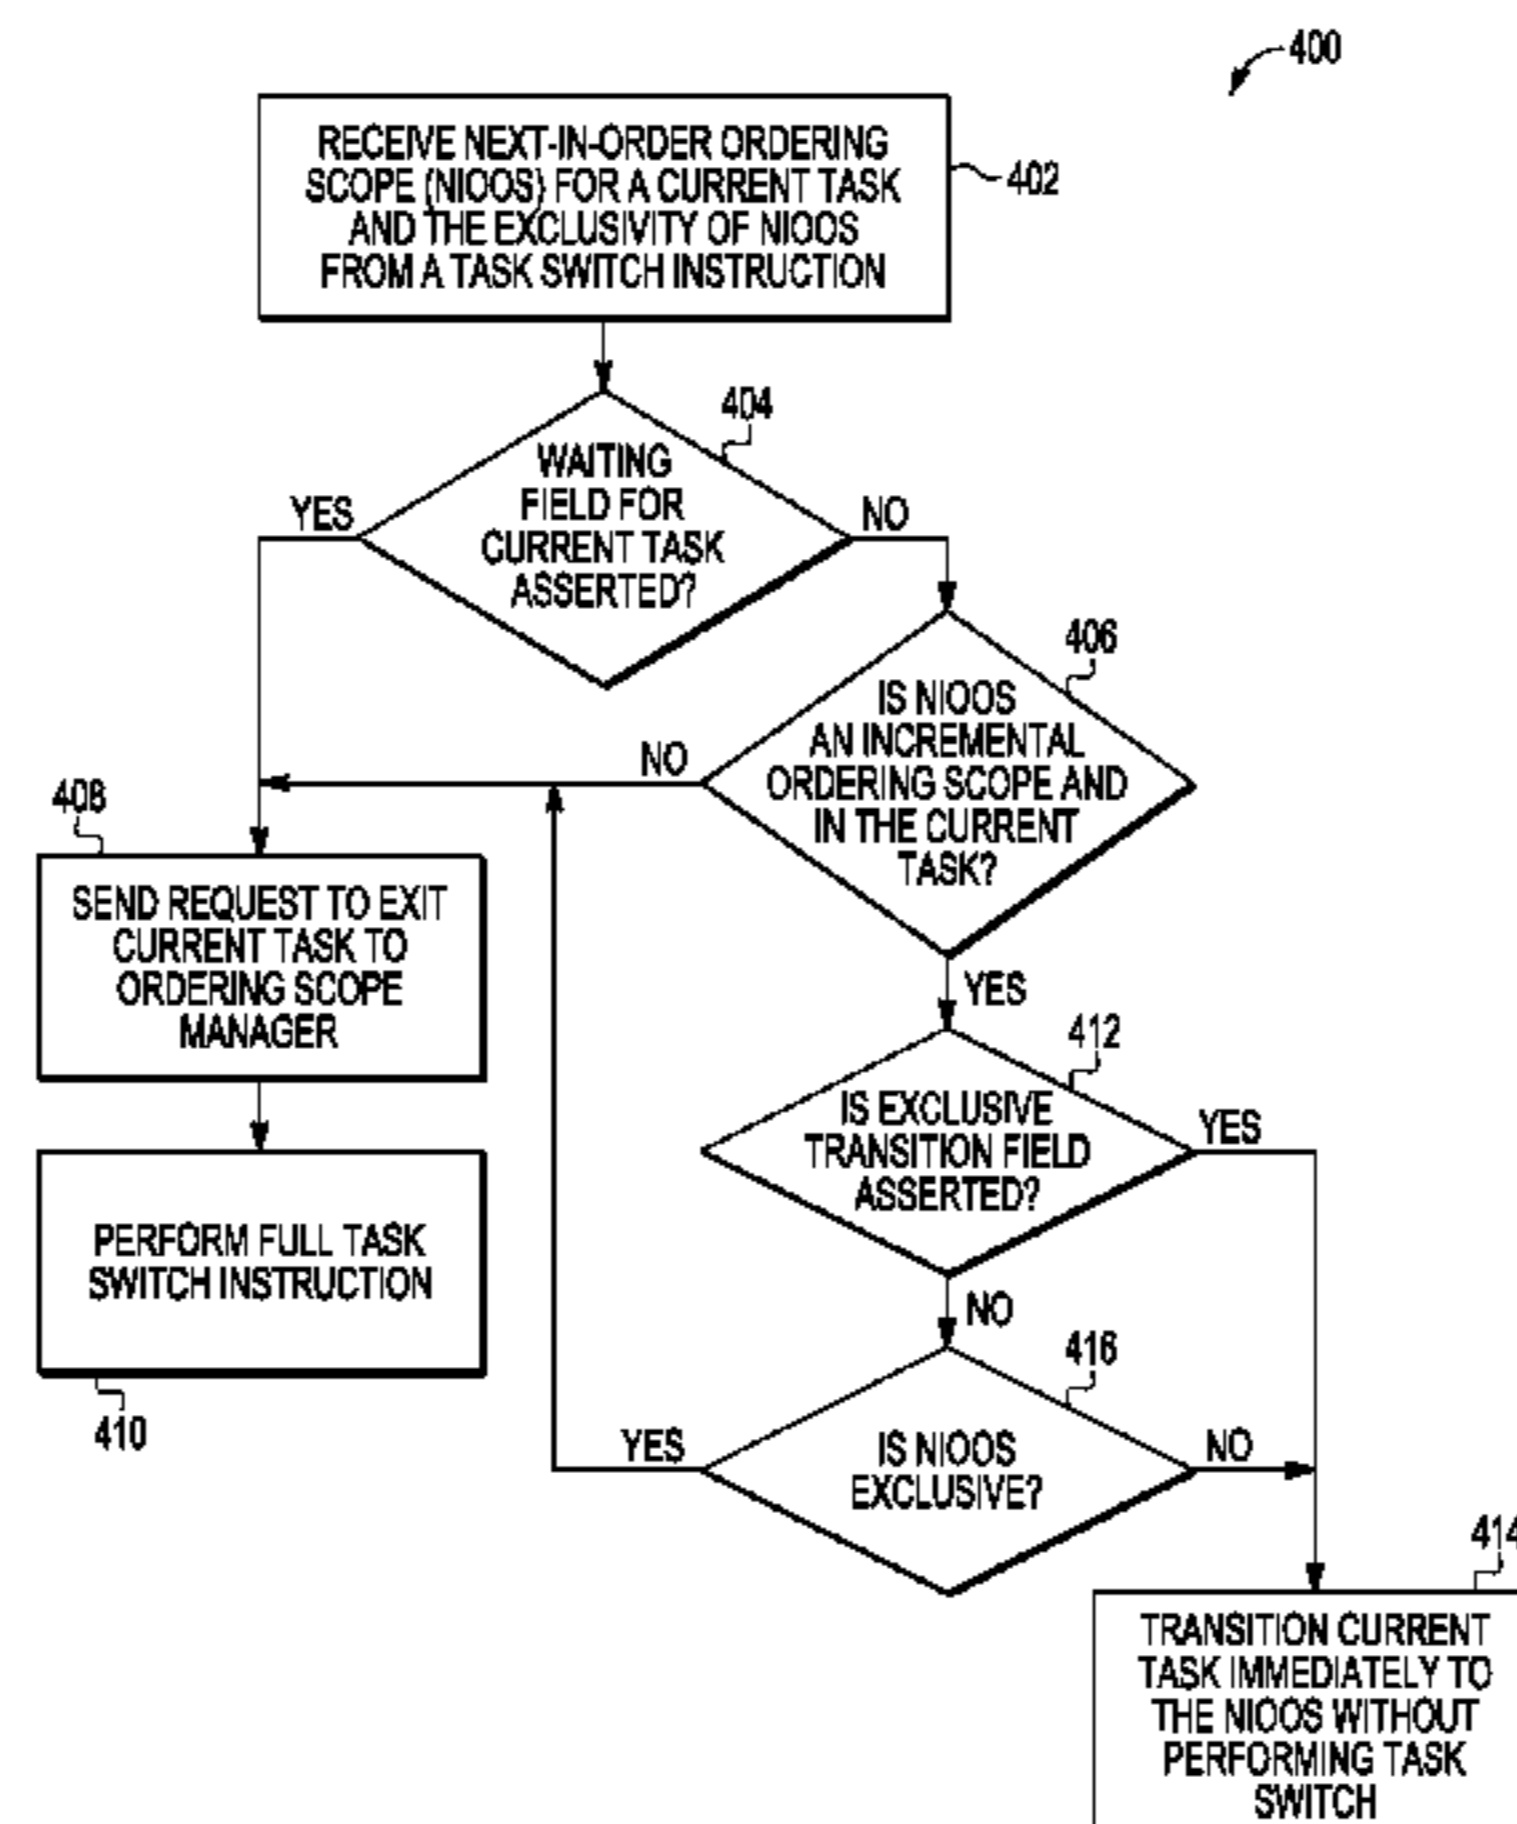 400
RECEIVE NEXT-IN-ORDER ORDERING
SCOPE (NIOOS) FOR A CURRENT TASK
AND THE EXCLUSIVITY OF NIOOS
FROM A TASK SWITCH INSTRUCTION
402
404
WAITING
FIELD FOR
CURRENT TASK
ASSERTED?
YES
NO
406
IS NIOOS
AN INCREMENTAL
ORDERING SCOPE AND
IN THE CURRENT
TASK?
NO
YES
408
SEND REQUEST TO EXIT
CURRENT TASK TO
ORDERING SCOPE
MANAGER
PERFORM FULL TASK
SWITCH INSTRUCTION
410
412
IS EXCLUSIVE
TRANSITION FIELD
ASSERTED?
YES
NO
416
IS NIOOS
EXCLUSIVE?
YES
NO
414
TRANSITION CURRENT
TASK IMMEDIATELY TO
THE NIOOS WITHOUT
PERFORMING TASK
SWITCH